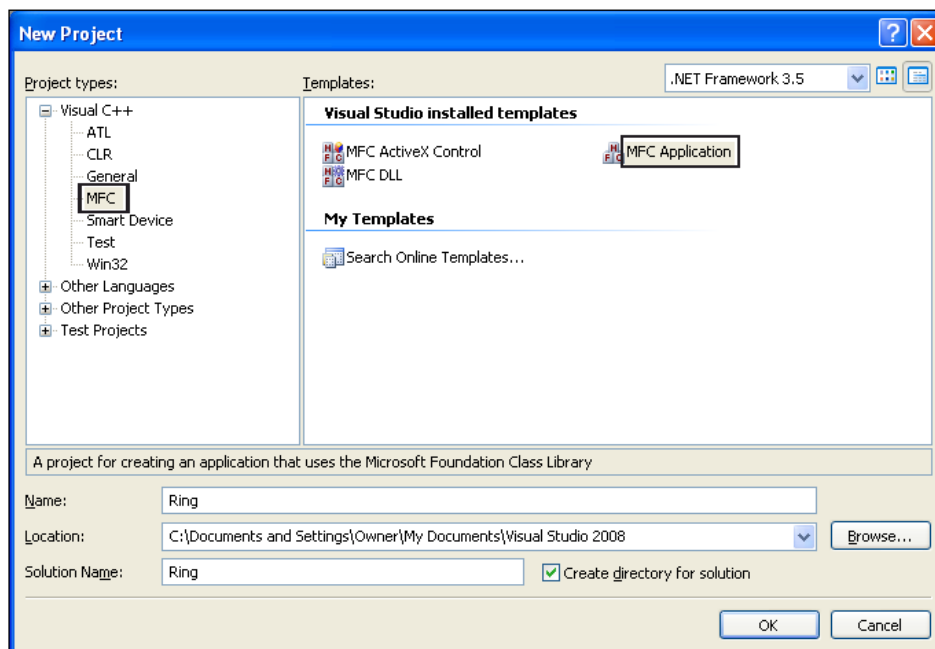 New Project
Project types:
Templates:
.NET Framework 3.5
Visual C++
ATL
CLR
General
MFC
Smart Device
Test
Win32
Other Languages
Other Project Types
Test Projects
Visual Studio installed templates
MFC ActiveX Control
MFC Application
MFC DLL
My Templates
Search Online Templates...
A project for creating an application that uses the Microsoft Foundation Class Library
Name:
Ring
Location:
C:\Documents and Settings\Owner\My Documents\Visual Studio 2008
Browse...
Solution Name:
Ring
Create directory for solution
OK
Cancel